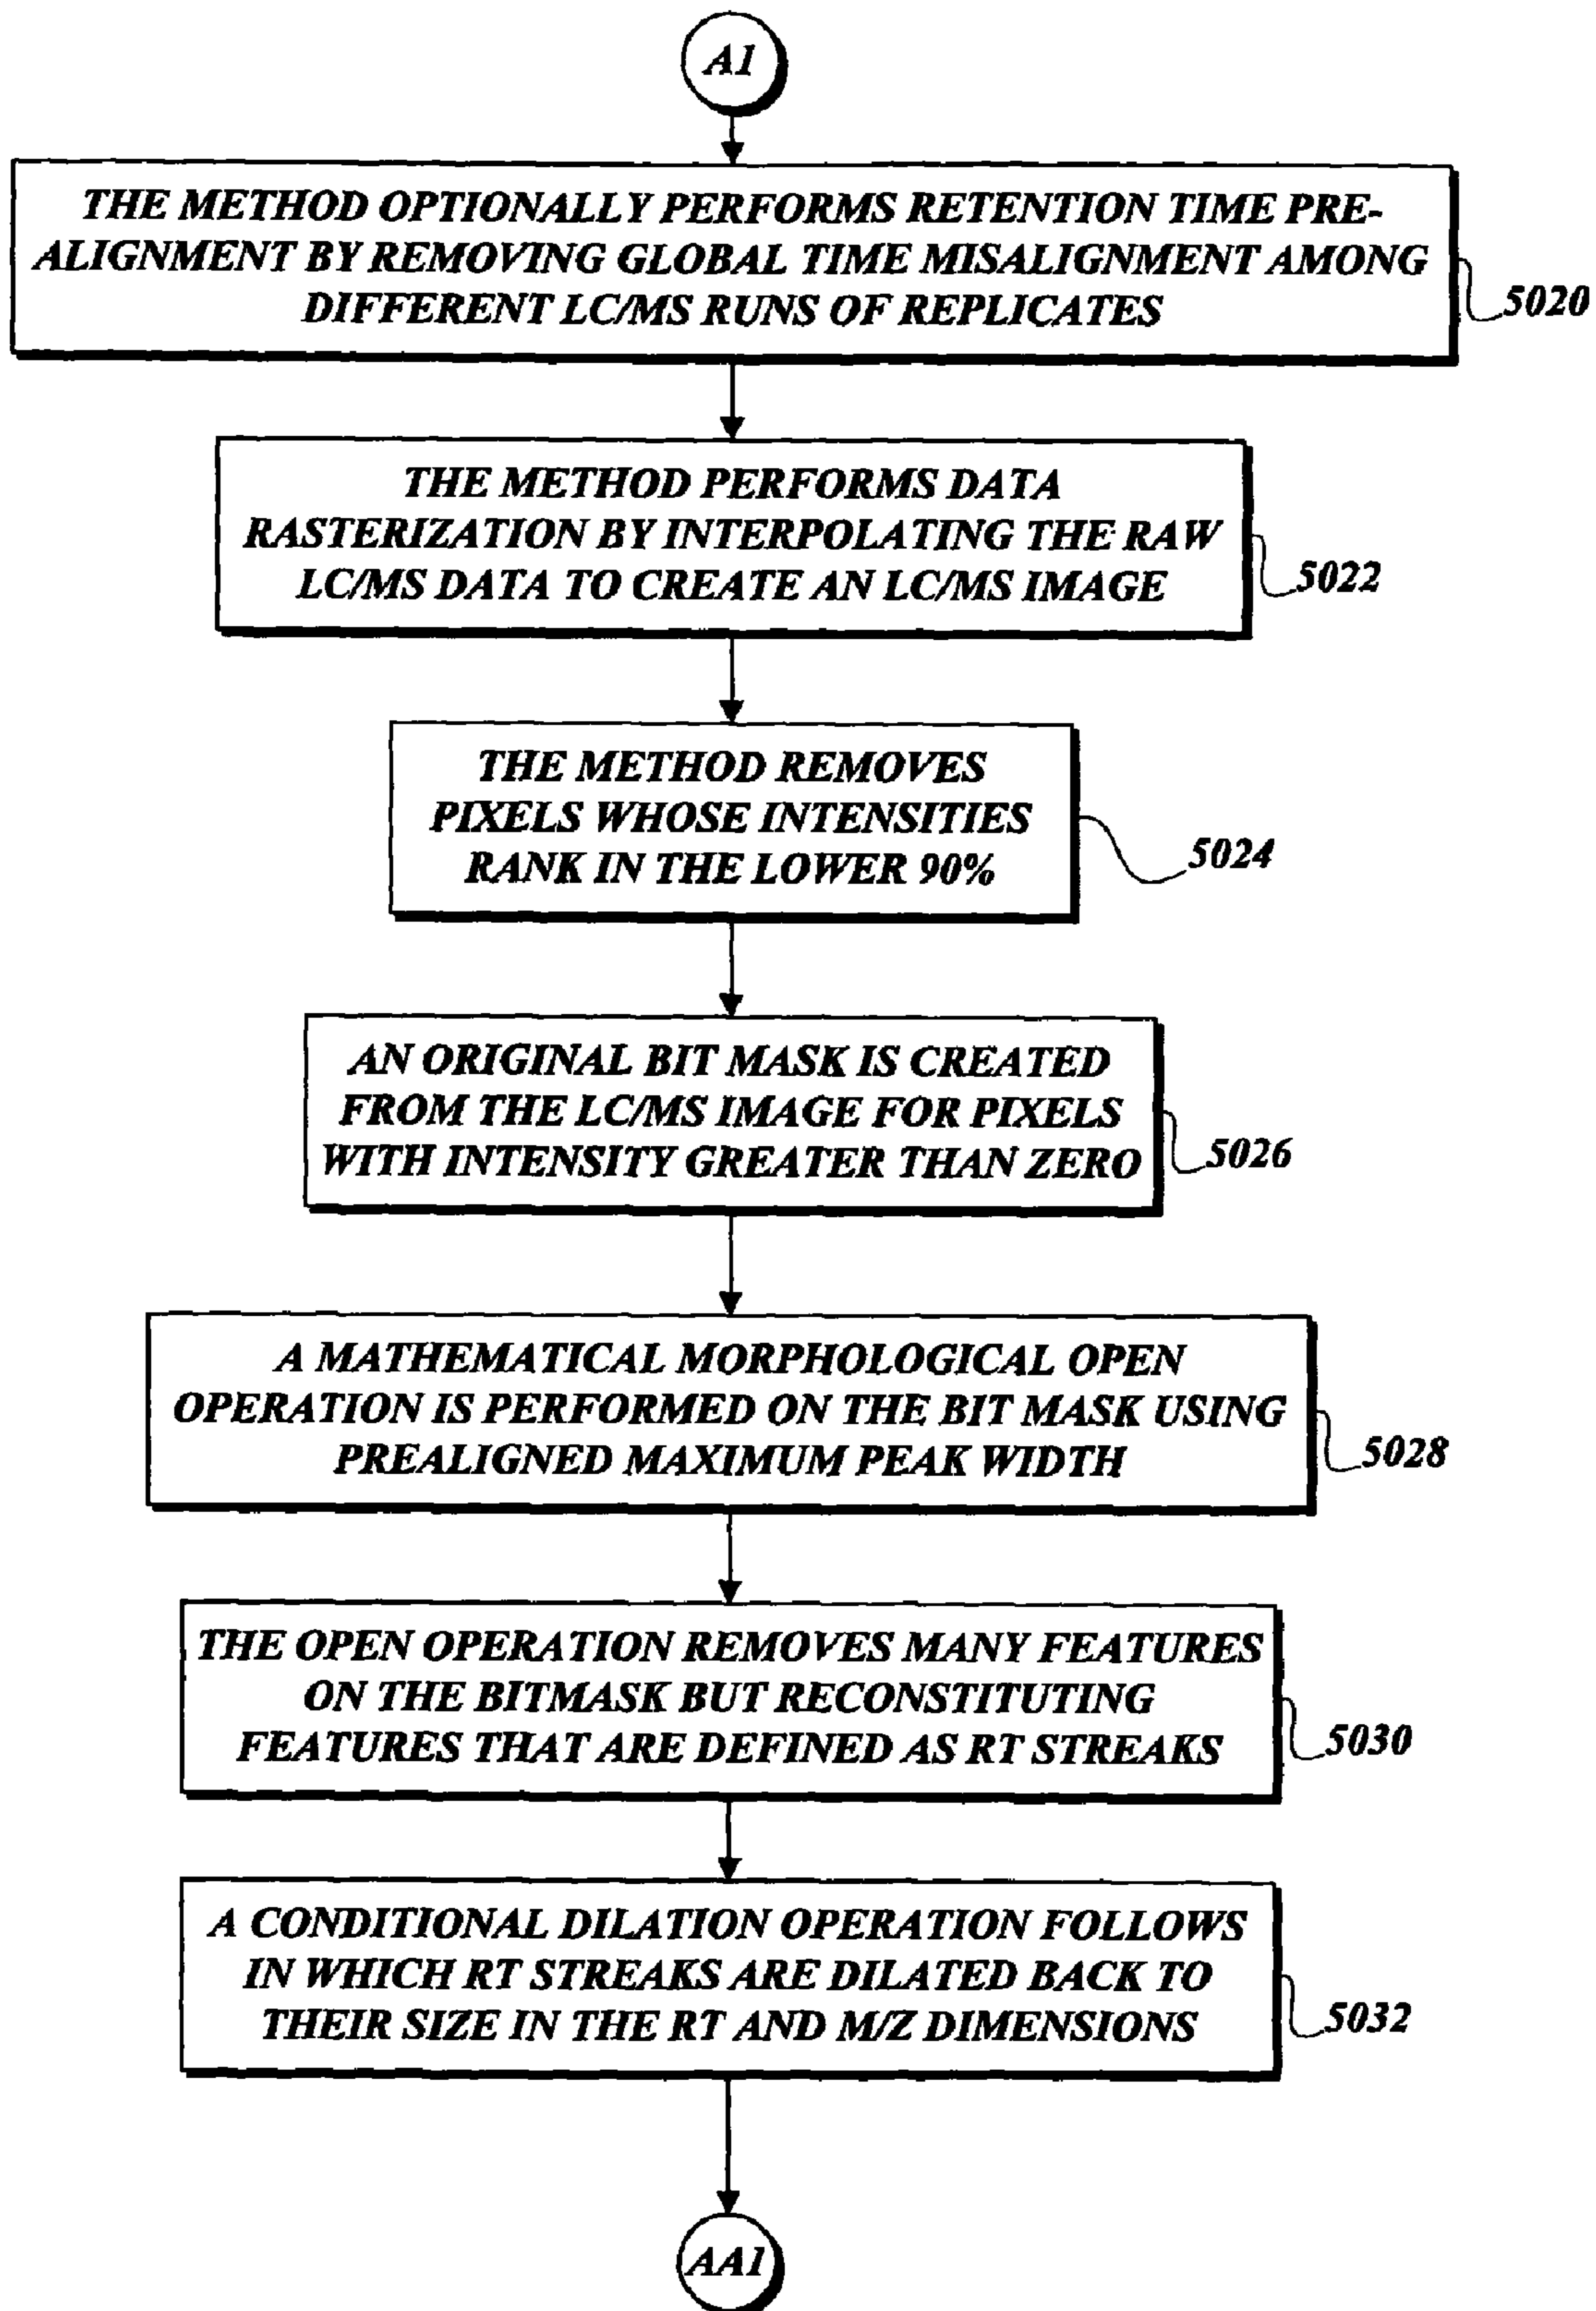 A1
THE METHOD OPTIONALLY PERFORMS RETENTION TIME PRE-
ALIGNMENT BY REMOVING GLOBAL TIME MISALIGNMENT AMONG
DIFFERENT LC/MS RUNS OF REPLICATES
5020
THE METHOD PERFORMS DATA
RASTERIZATION BY INTERPOLATING THE RAW
LC/MS DATA TO CREATE AN LC/MS IMAGE
5022
THE METHOD REMOVES
PIXELS WHOSE INTENSITIES
RANK IN THE LOWER 90%
5024
AN ORIGINAL BIT MASK IS CREATED
FROM THE LC/MS IMAGE FOR PIXELS
WITH INTENSITY GREATER THAN ZERO
5026
A MATHEMATICAL MORPHOLOGICAL OPEN
OPERATION IS PERFORMED ON THE BIT MASK USING
PREALIGNED MAXIMUM PEAK WIDTH
5028
THE OPEN OPERATION REMOVES MANY FEATURES
ON THE BITMASK BUT RECONSTITUTING
FEATURES THAT ARE DEFINED AS RT STREAKS
5030
A CONDITIONAL DILATION OPERATION FOLLOWS
IN WHICH RT STREAKS ARE DILATED BACK TO
THEIR SIZE IN THE RT AND M/Z DIMENSIONS
5032
AA1